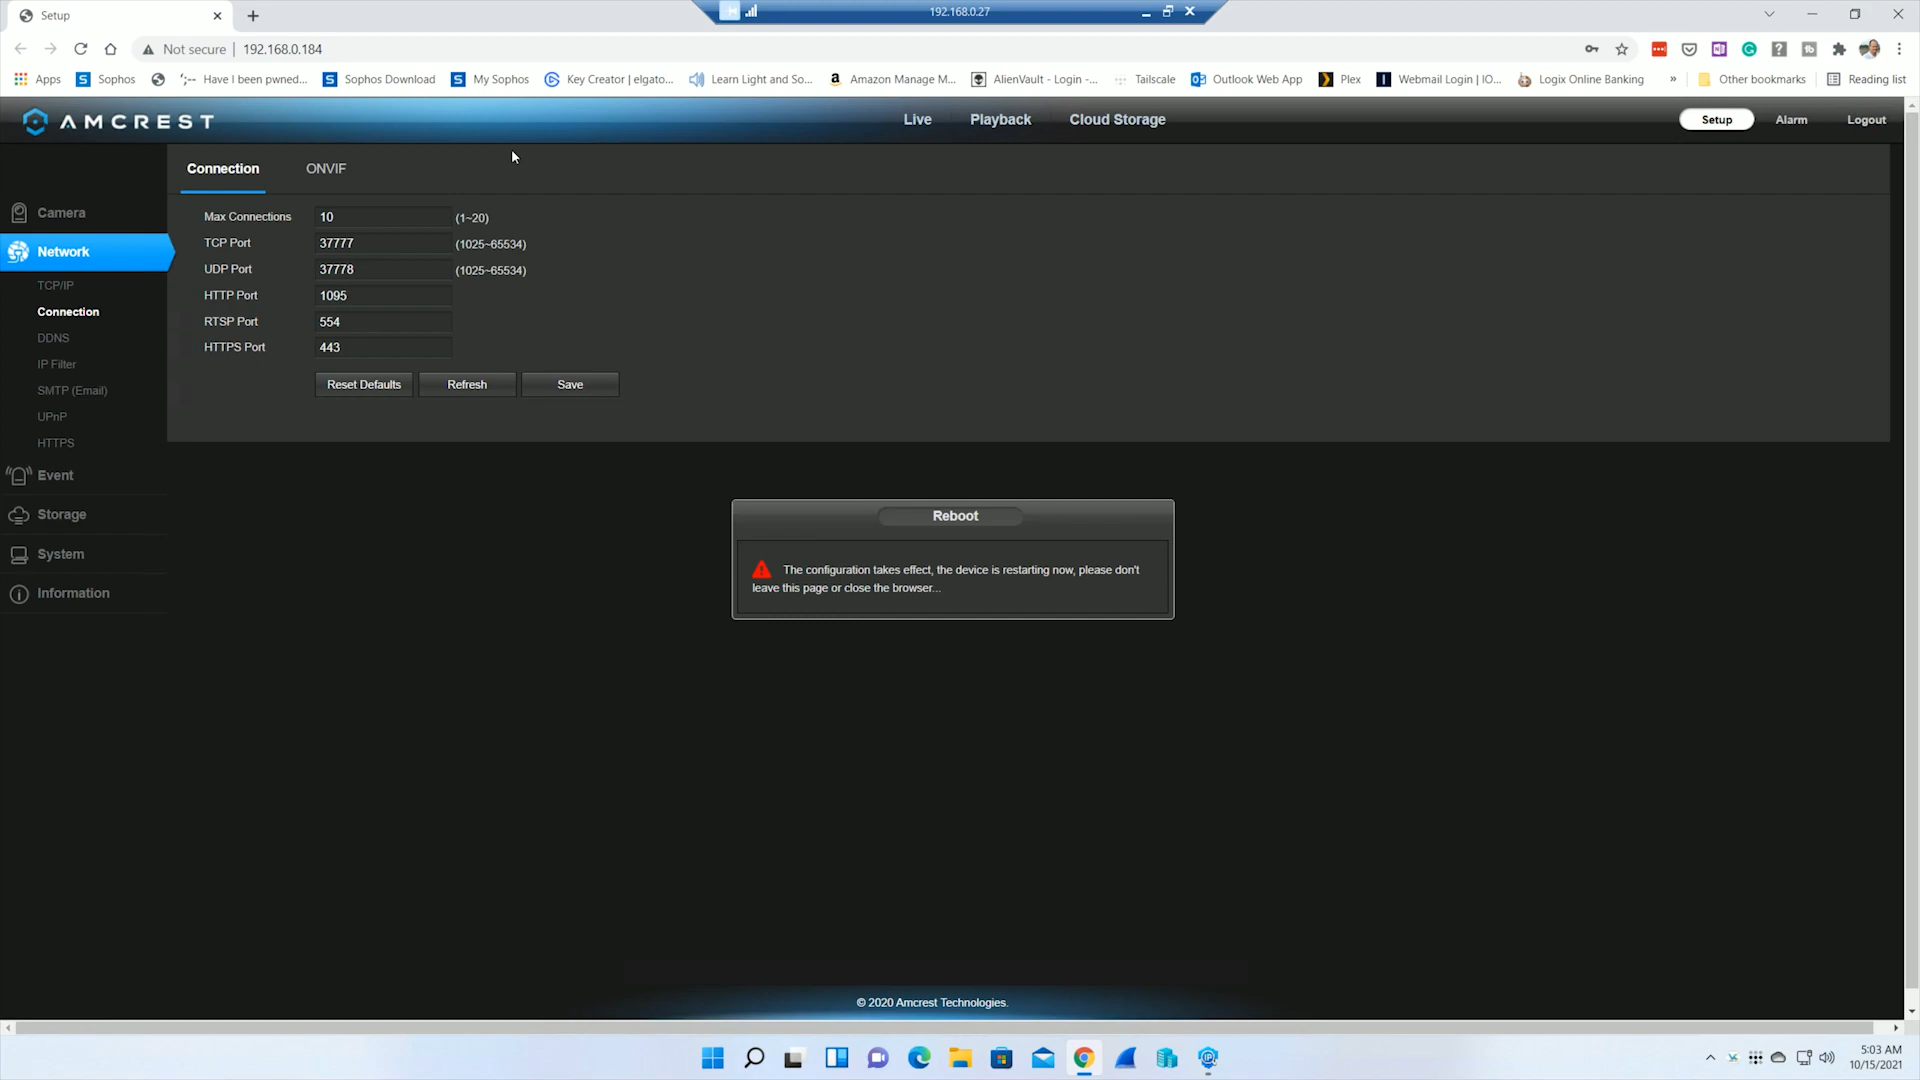 Setup
192.168.0.27
Not secure
192.168.0.184
Apps
Sophos
Have I been pwned...
Sophos Download
My Sophos
Key Creator | elgato...
Learn Light and So...
Amazon Manage M...
AlienVault - Login -...
Tailscale
Outlook Web App
Plex
Webmail Login | IO...
Logix Online Banking
»
Other bookmarks
Reading list
AMCREST
Live
Playback
Cloud Storage
Setup
Alarm
Logout
Connection
ONVIF
Camera
Network
TCP/IP
Connection
DDNS
IP Filter
SMTP (Email)
UPnP
HTTPS
Event
Storage
System
Information
Max Connections 10 (1~20)
TCP Port 37777 (1025~65534)
UDP Port 37778 (1025~65534)
HTTP Port 1095
RTSP Port 554
HTTPS Port 443
Reset Defaults
Refresh
Save
Reboot
The configuration takes effect, the device is restarting now, please don't
leave this page or close the browser...
© 2020 Amcrest Technologies.
5:03 AM
10/15/2021